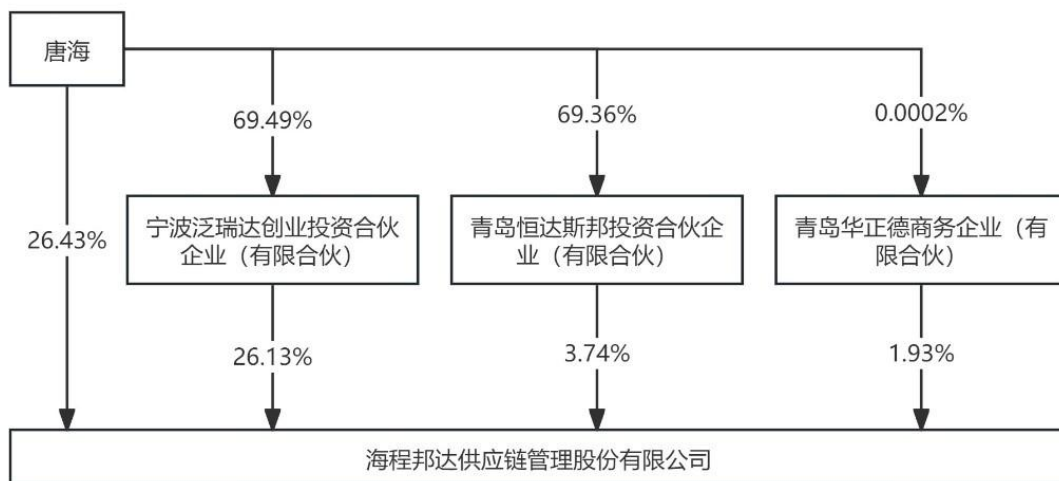 唐海
69.49%
69.36%
0.0002%
26.43%
宁波泛瑞达创业投资合伙
企业（有限合伙）
青岛恒达斯邦投资合伙企
业（有限合伙）
青岛华正德商务企业（有
限合伙）
26.13%
3.74%
1.93%
海程邦达供应链管理股份有限公司